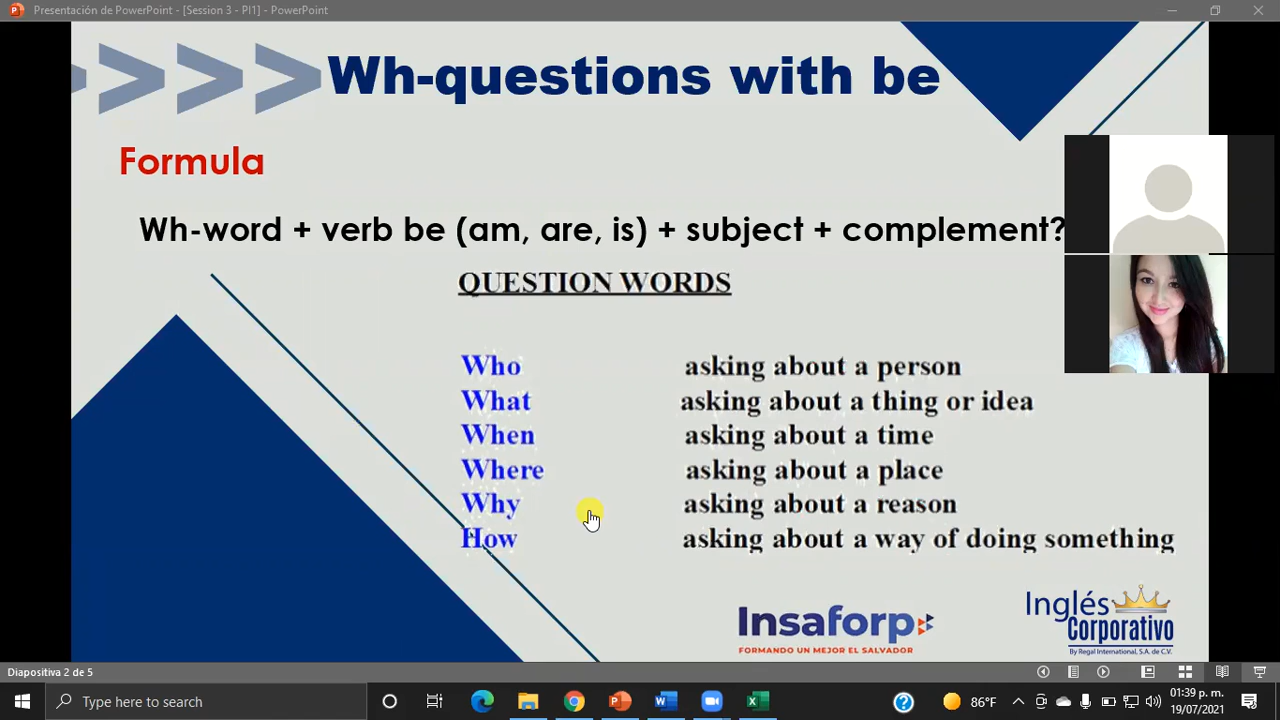 Presentación de PowerPoint - [Session 3 - PI1] - PowerPoint
Wh-questions with be
Formula
Wh-word + verb be (am, are, is) + subject + complement?
QUESTION WORDS
Who asking about a person
What asking about a thing or idea
When asking about a time
Where asking about a place
Why asking about a reason
How asking about a way of doing something
Insaforp
FORMANDO UN MEJOR EL SALVADOR
Inglés
Corporativo
By Regal International, S.A. de C.V.
Diapositiva 2 de 5
Type here to search
86°F
01:39 p. m.
19/07/2021